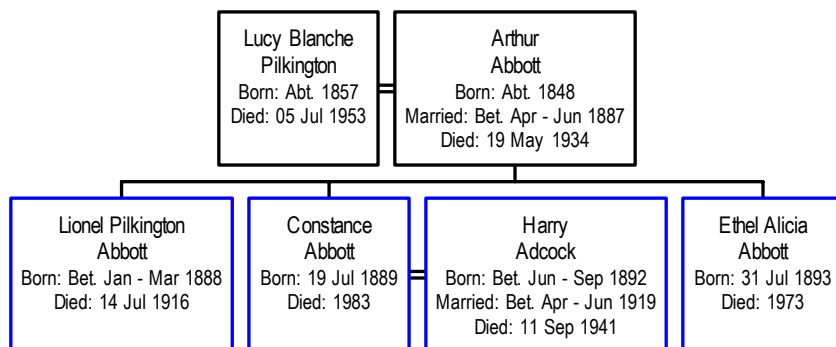 Lucy Blanche
Pilkington
Born: Abt. 1857
Died: 05 Jul 1953
Arthur
Abbott
Born: Abt. 1848
Married: Bet. Apr - Jun 1887
Died: 19 May 1934
Lionel Pilkington
Abbott
Born: Bet. Jan - Mar 1888
Died: 14 Jul 1916
Constance
Abbott
Born: 19 Jul 1889
Died: 1983
Harry
Adcock
Born: Bet. Jun - Sep 1892
Married: Bet. Apr - Jun 1919
Died: 11 Sep 1941
Ethel Alicia
Abbott
Born: 31 Jul 1893
Died: 1973